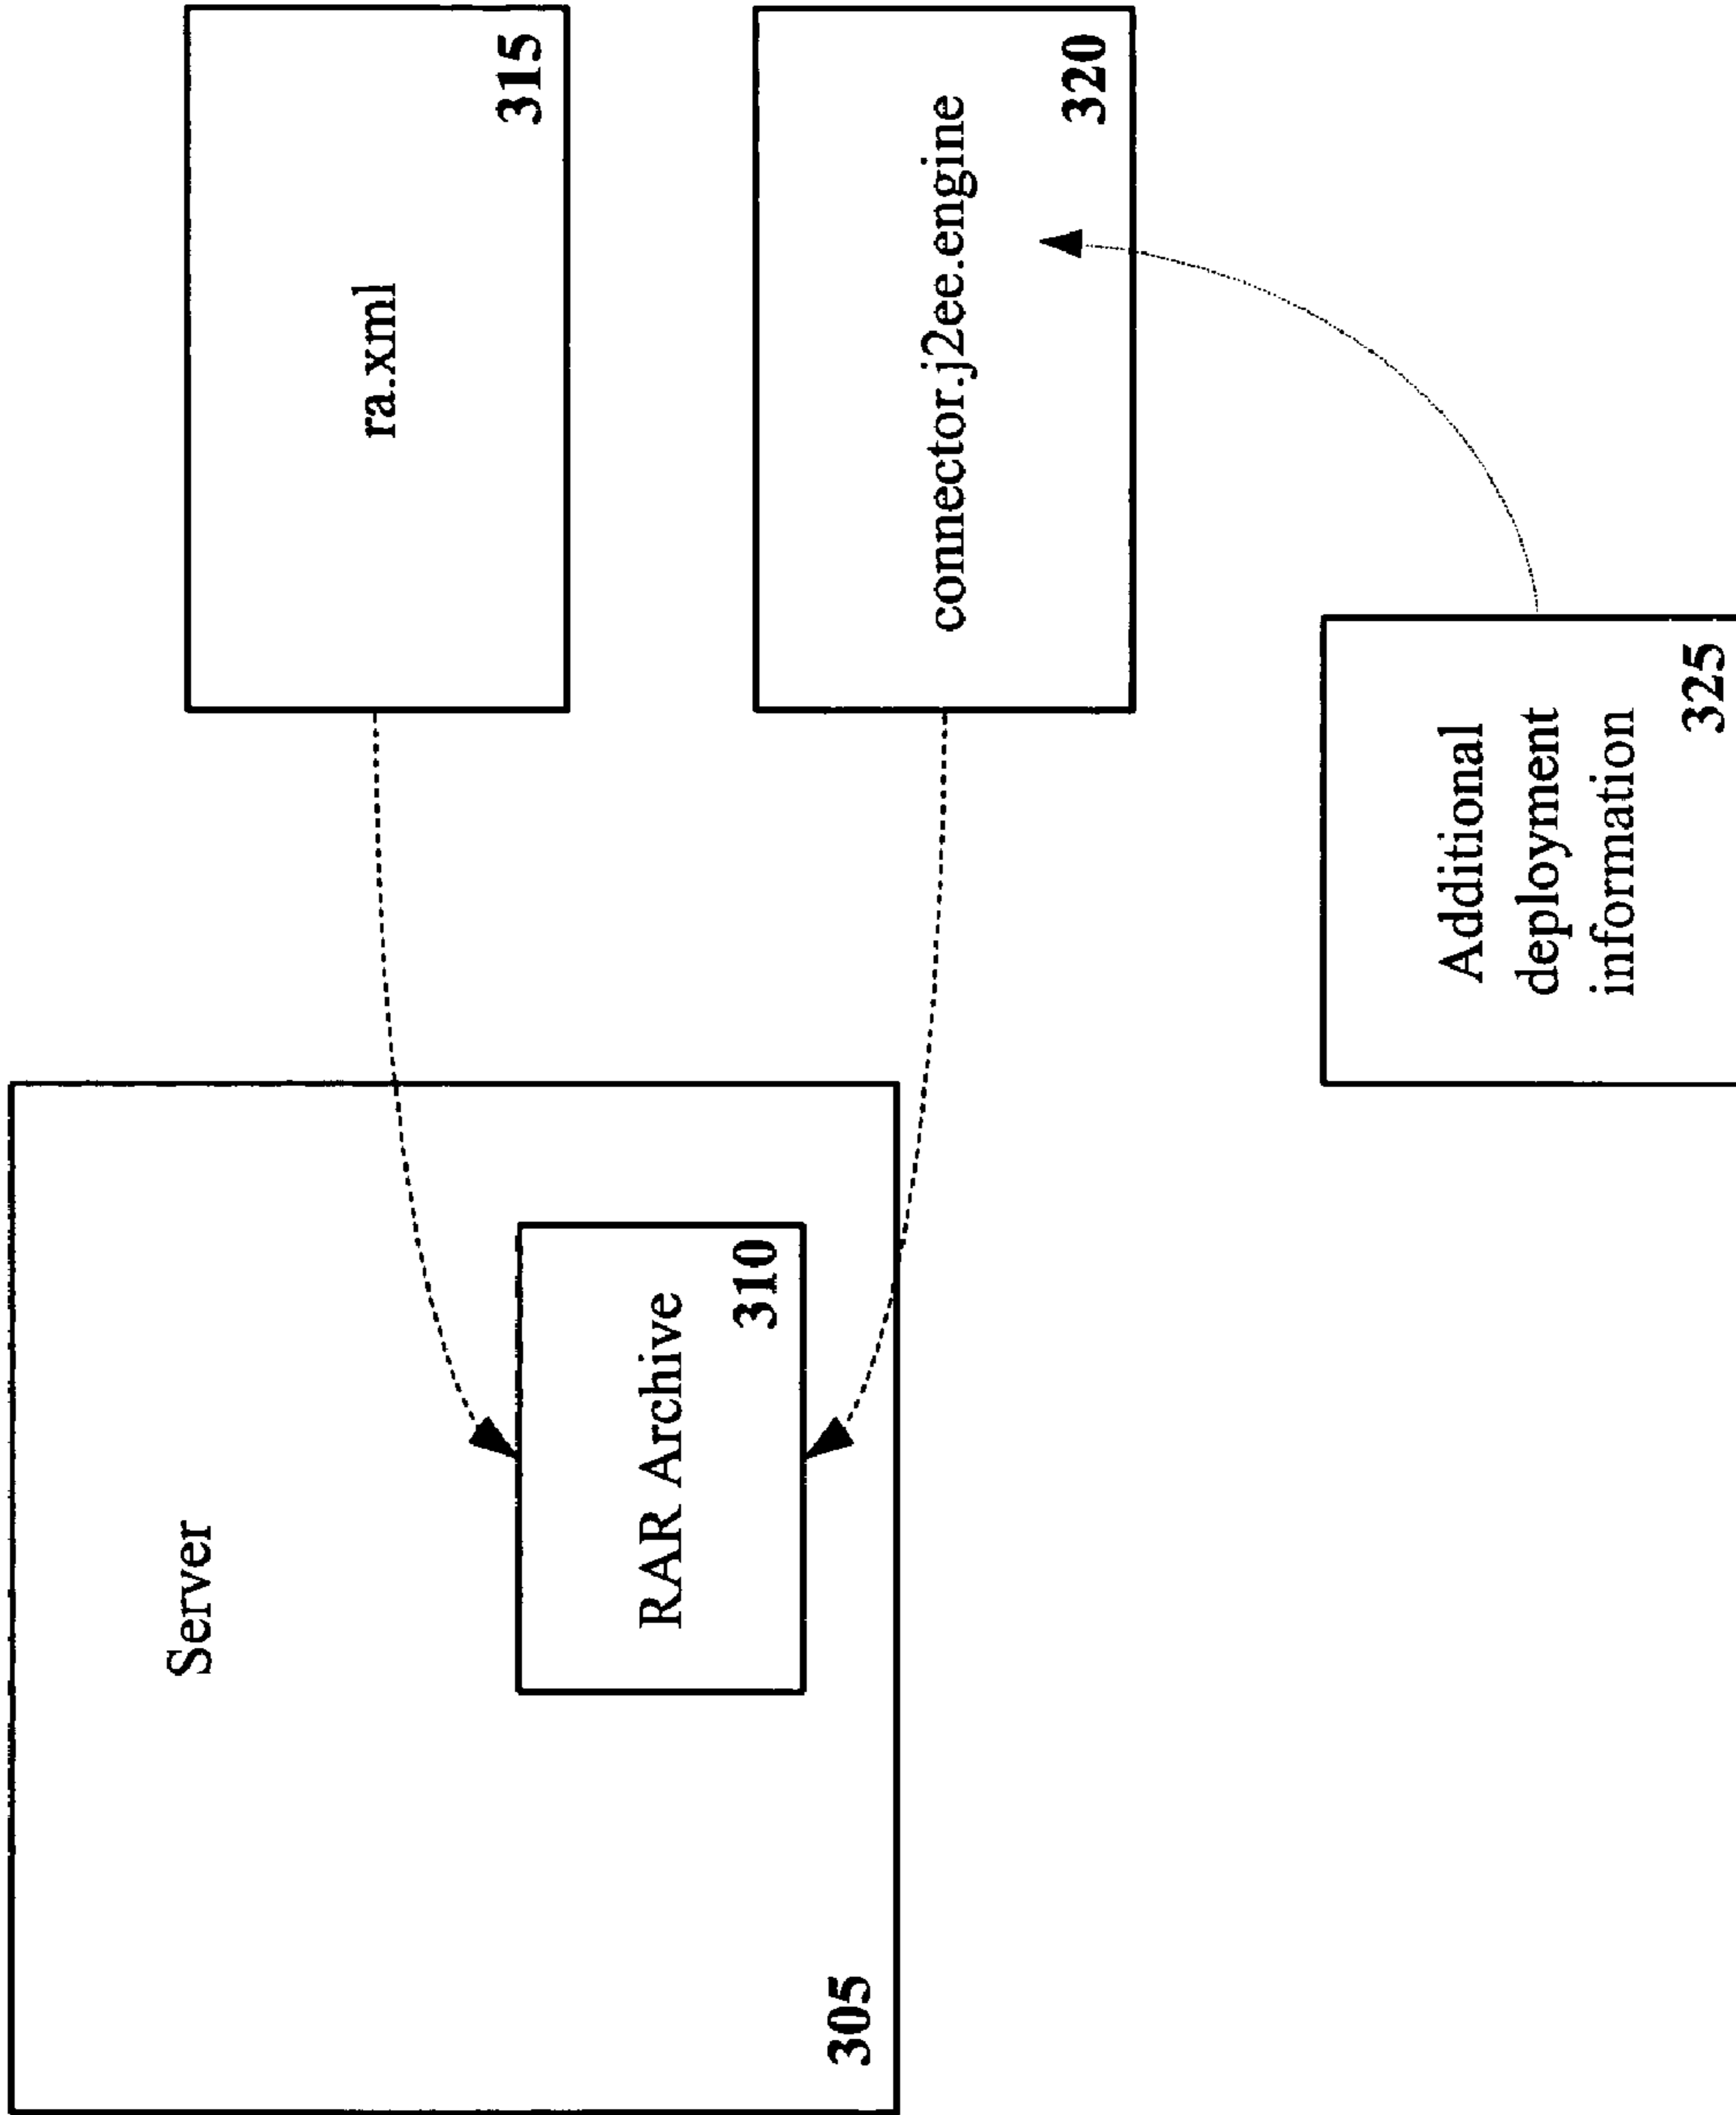 Server
RAR Archive
310
305
ra.xml
315
connector.j2ee.engine
320
Additional
deployment
information
325